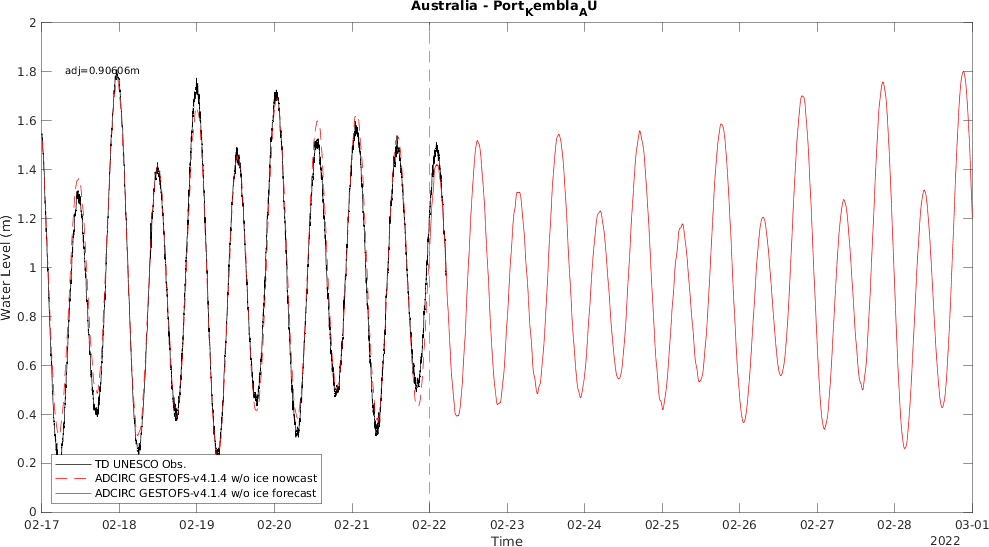 Australia - Port_Kembla_AU
2
1.8
1.6
1.4
1.2
1
0.8
0.6
0.4
0.2
0
Water Level (m)
adj=0.90606m
TD UNESCO Obs.
ADCIRC GESTOFS-v4.1.4 w/o ice nowcast
ADCIRC GESTOFS-v4.1.4 w/o ice forecast
02-17 02-18 02-19 02-20 02-21 02-22 02-23 02-24 02-25 02-26 02-27 02-28 03-01
Time
2022